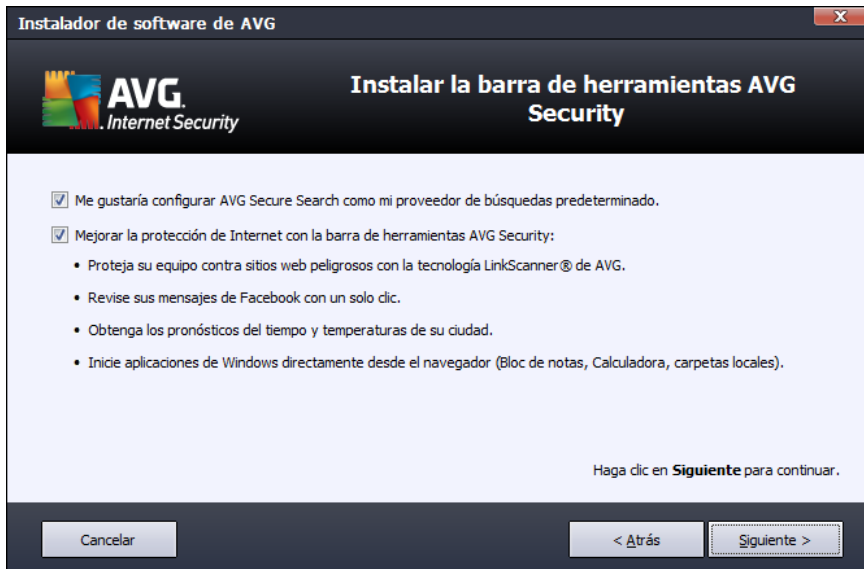 Instalador de software de AVG
X
AVG.
Internet Security
Instalar la barra de herramientas AVG
Security
Me gustaría configurar AVG Secure Search como mi proveedor de búsquedas predeterminado.
Mejorar la protección de Internet con la barra de herramientas AVG Security:
• Proteja su equipo contra sitios web peligrosos con la tecnología LinkScanner® de AVG.
• Revise sus mensajes de Facebook con un solo clic.
• Obtenga los pronósticos del tiempo y temperaturas de su ciudad.
• Inicie aplicaciones de Windows directamente desde el navegador (Bloc de notas, Calculadora, carpetas locales).
Haga clic en Siguiente para continuar.
Cancelar
< Atrás
Siguiente >